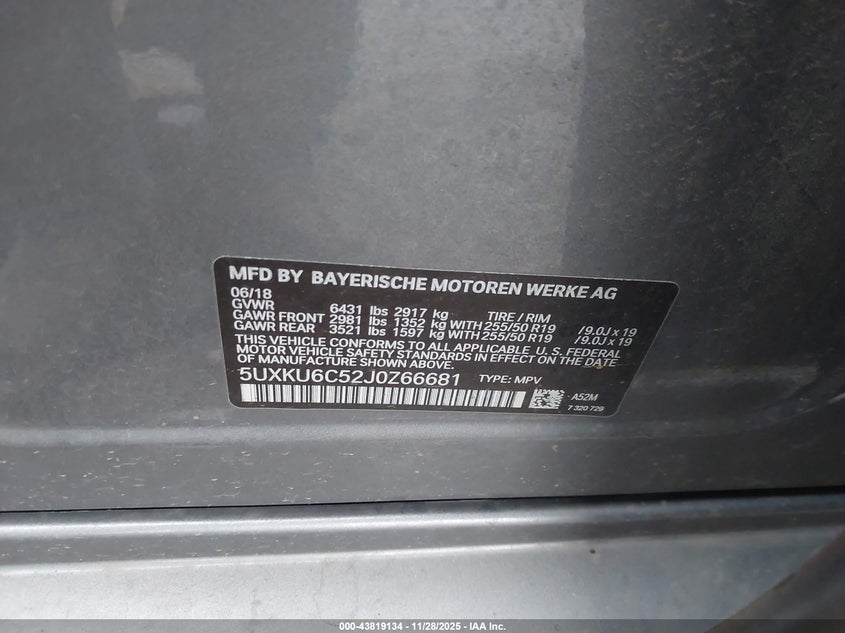 MFD BY BAYERISCHE MOTOREN WERKE AG
06/18
GVWR 6431 lbs 2917 kg TIRE / RIM
GAWR FRONT 2981 lbs 1352 kg WITH 255/50 R19 /9.0J x 19
GAWR REAR 3521 lbs 1597 kg WITH 255/50 R19 /9.0J x 19
THIS VEHICLE CONFORMS TO ALL APPLICABLE U. S. FEDERAL
MOTOR VEHICLE SAFETY STANDARDS IN EFFECT ON THE DATE
OF MANUFACTURE SHOWN ABOVE.
5UXKU6C52J0Z66681 TYPE: MPV
A52M
7 320 729
000-43819134 - 11/28/2025 - IAA Inc.